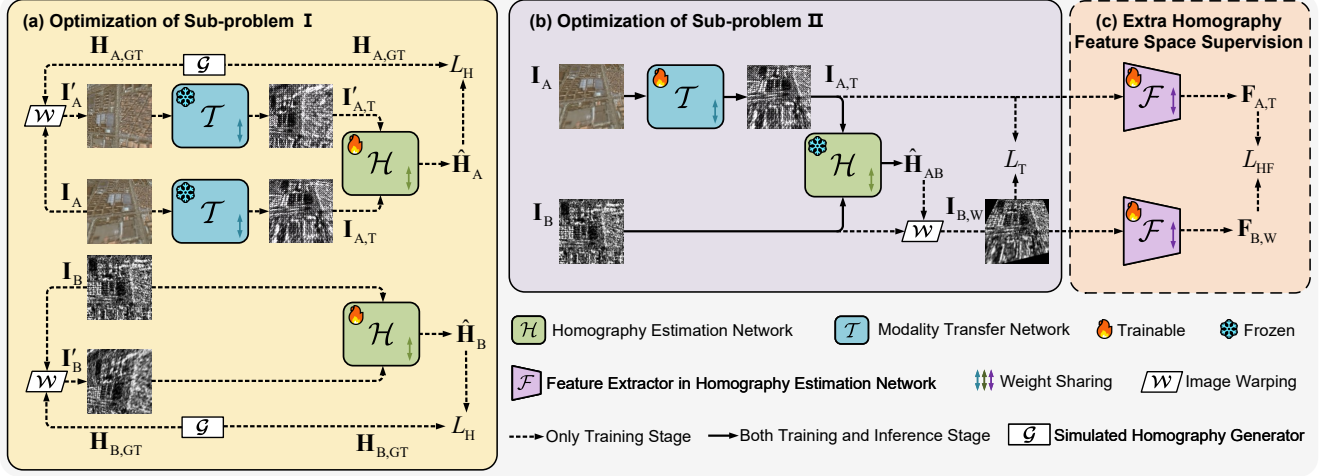 (a) Optimization of Sub-problem Ⅰ
H_A,GT
𝒢
H_A,GT
L_H
I′_A
𝒲
𝒯
I′_A,T
ℋ
Ĥ_A
I_A
𝒯
I_A,T
I_B
ℋ
Ĥ_B
I′_B
𝒲
H_B,GT
𝒢
H_B,GT
L_H
(b) Optimization of Sub-problem Ⅱ
I_A
𝒯
I_A,T
ℋ
Ĥ_AB
L_T
I_B
I_B,W
𝒲
(c) Extra Homography
Feature Space Supervision
ℱ
F_A,T
L_HF
ℱ
F_B,W
ℋ Homography Estimation Network
𝒯 Modality Transfer Network
Trainable
Frozen
ℱ Feature Extractor in Homography Estimation Network
Weight Sharing
𝒲 Image Warping
Only Training Stage
Both Training and Inference Stage
𝒢 Simulated Homography Generator